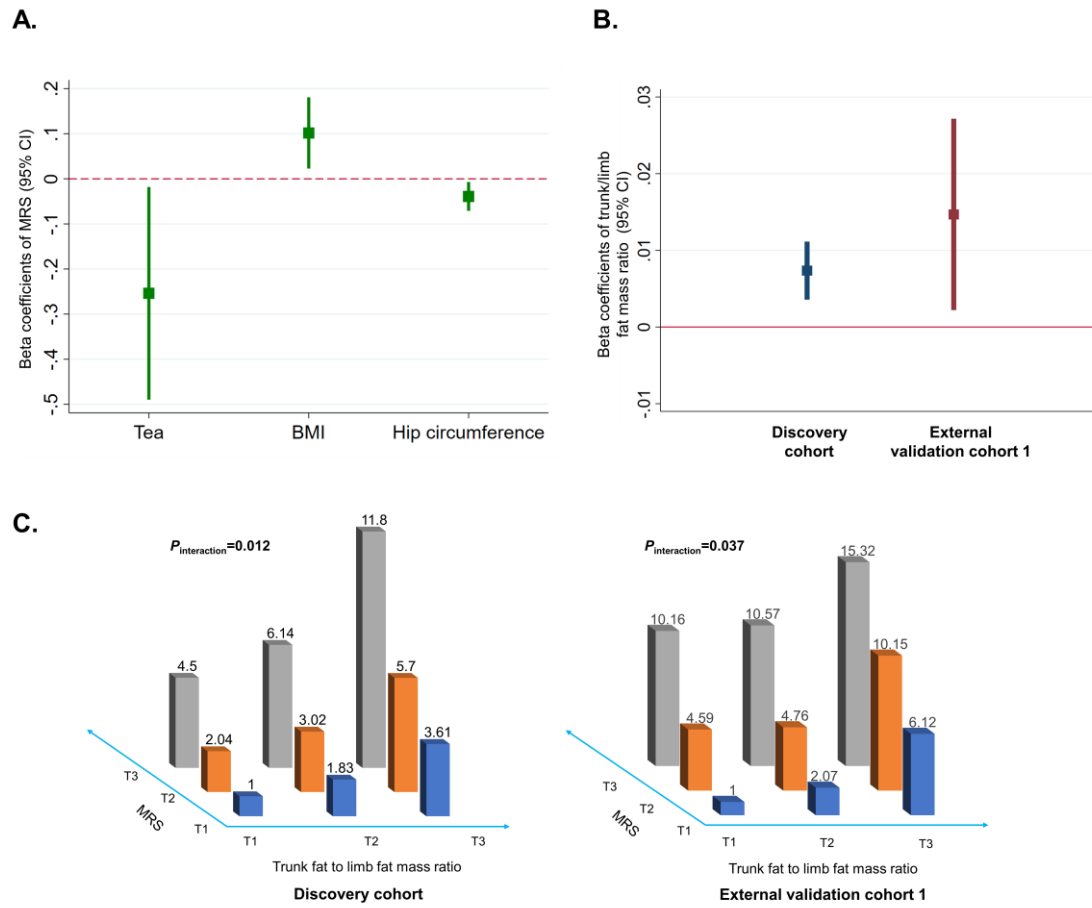 A.
Beta coefficients of MRS (95% CI)
.2
.1
0
-.1
-.2
-.3
-.4
-.5
Tea
BMI
Hip circumference
B.
Beta coefficients of trunk/limb
fat mass ratio (95% CI)
.03
.02
.01
0
-.01
Discovery
cohort
External
validation cohort 1
C.
Pinteraction=0.012
11.8
6.14
4.5
5.7
3.02
2.04
3.61
1.83
1
T3
T2
T1
MRS
T1
T2
T3
Trunk fat to limb fat mass ratio
Discovery cohort
Pinteraction=0.037
15.32
10.16
10.57
10.15
4.59
4.76
6.12
2.07
1
T3
T2
T1
MRS
T1
T2
T3
Trunk fat to limb fat mass ratio
External validation cohort 1